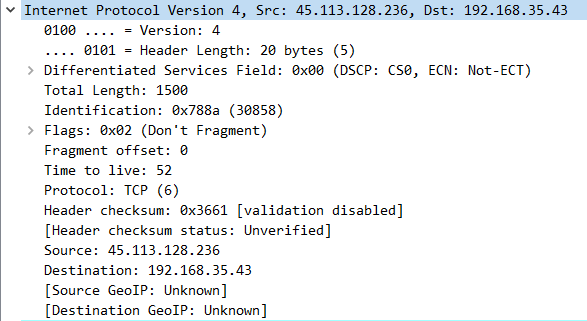 Internet Protocol Version 4, Src: 45.113.128.236, Dst: 192.168.35.43
0100 .... = Version: 4
.... 0101 = Header Length: 20 bytes (5)
Differentiated Services Field: 0x00 (DSCP: CS0, ECN: Not-ECT)
Total Length: 1500
Identification: 0x788a (30858)
Flags: 0x02 (Don't Fragment)
Fragment offset: 0
Time to live: 52
Protocol: TCP (6)
Header checksum: 0x3661 [validation disabled]
[Header checksum status: Unverified]
Source: 45.113.128.236
Destination: 192.168.35.43
[Source GeoIP: Unknown]
[Destination GeoIP: Unknown]